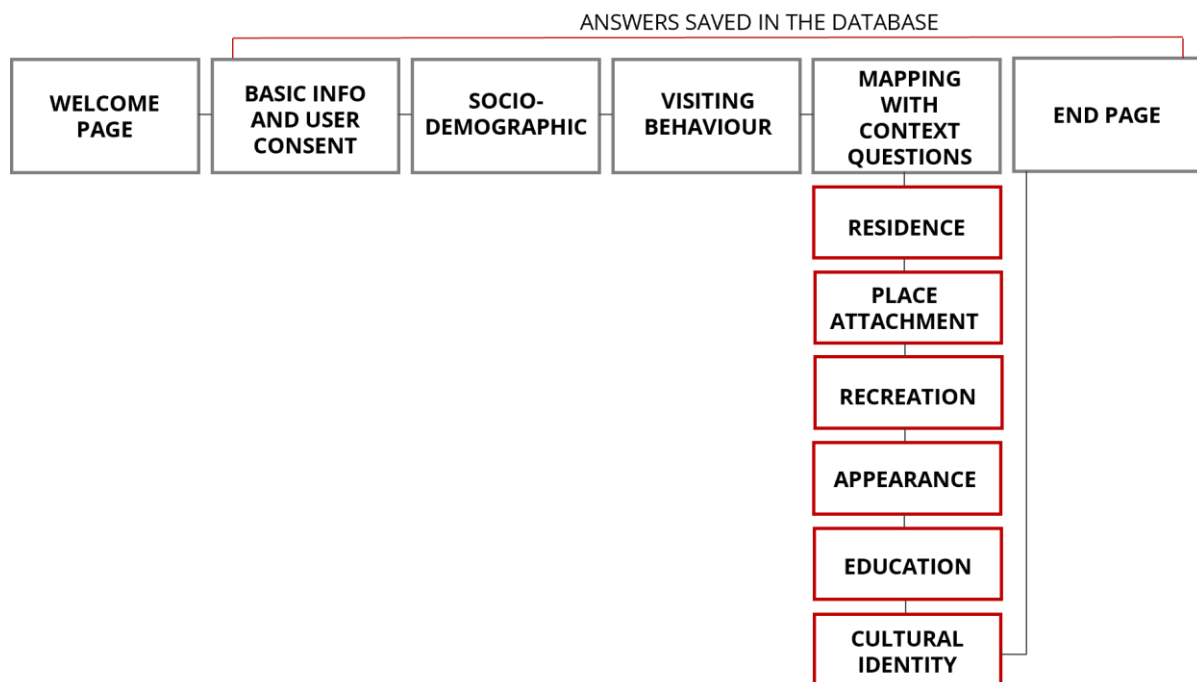 ANSWERS SAVED IN THE DATABASE
WELCOME
PAGE
BASIC INFO
AND USER
CONSENT
SOCIO-
DEMOGRAPHIC
VISITING
BEHAVIOUR
MAPPING
WITH
CONTEXT
QUESTIONS
END PAGE
RESIDENCE
PLACE
ATTACHMENT
RECREATION
APPEARANCE
EDUCATION
CULTURAL
IDENTITY